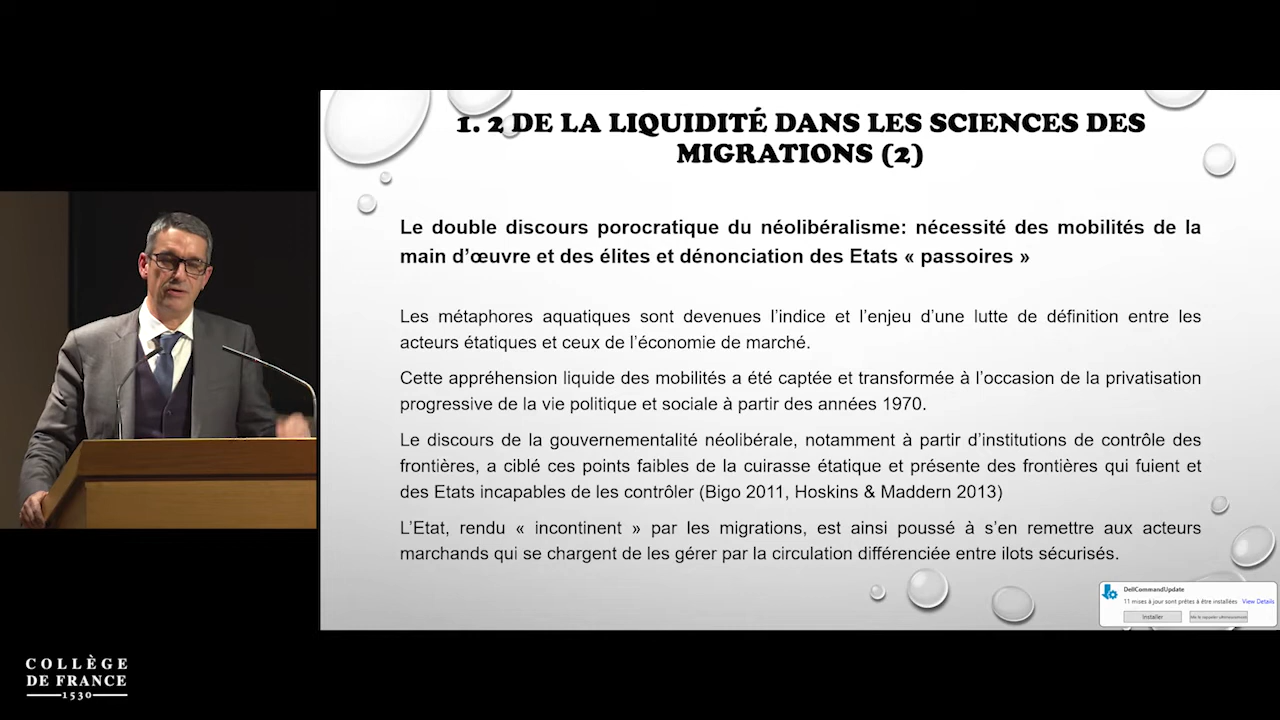 1. 2 DE LA LIQUIDITÉ DANS LES SCIENCES DES
MIGRATIONS (2)
Le double discours porocratique du néolibéralisme: nécessité des mobilités de la
main d’œuvre et des élites et dénonciation des Etats « passoires »
Les métaphores aquatiques sont devenues l’indice et l’enjeu d’une lutte de définition entre les
acteurs étatiques et ceux de l’économie de marché.
Cette appréhension liquide des mobilités a été captée et transformée à l’occasion de la privatisation
progressive de la vie politique et sociale à partir des années 1970.
Le discours de la gouvernementalité néolibérale, notamment à partir d’institutions de contrôle des
frontières, a ciblé ces points faibles de la cuirasse étatique et présente des frontières qui fuient et
des Etats incapables de les contrôler (Bigo 2011, Hoskins & Maddern 2013)
L’Etat, rendu « incontinent » par les migrations, est ainsi poussé à s’en remettre aux acteurs
marchands qui se chargent de les gérer par la circulation différenciée entre ilots sécurisés.
DellCommandUpdate
11 mises à jour sont prêtes à être installées View Details
Installer
Me le rappeler ultérieurement
COLLÈGE
DE FRANCE
1530